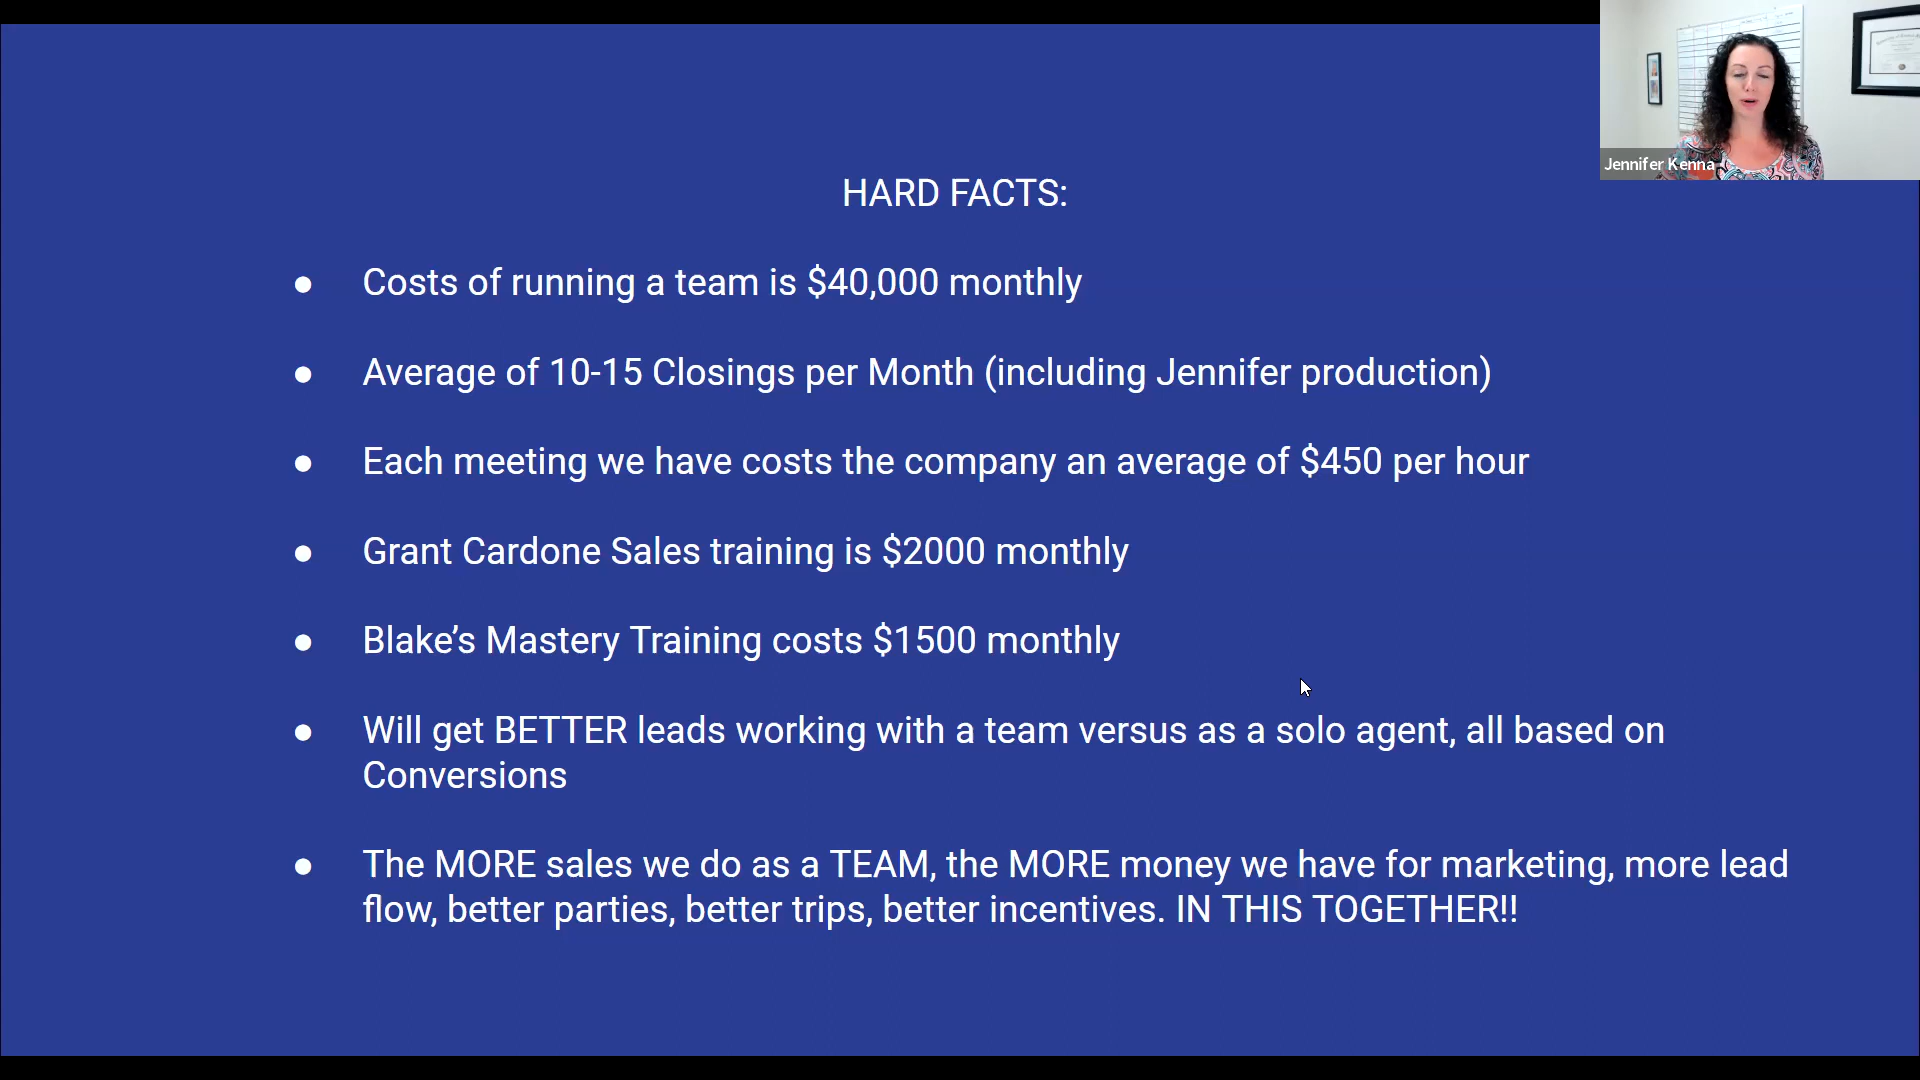 Jennifer Kenna
HARD FACTS:
● Costs of running a team is $40,000 monthly
● Average of 10-15 Closings per Month (including Jennifer production)
● Each meeting we have costs the company an average of $450 per hour
● Grant Cardone Sales training is $2000 monthly
● Blake’s Mastery Training costs $1500 monthly
● Will get BETTER leads working with a team versus as a solo agent, all based on
Conversions
● The MORE sales we do as a TEAM, the MORE money we have for marketing, more lead
flow, better parties, better trips, better incentives. IN THIS TOGETHER!!